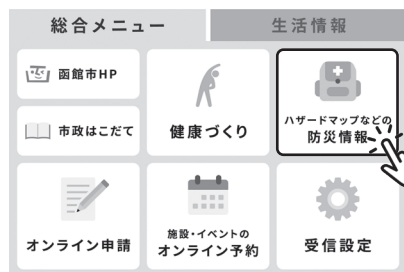 総合メニュー
生活情報
函館市HP
市政はこだて
健康づくり
ハザードマップなどの
防災情報
オンライン申請
施設・イベントの
オンライン予約
受信設定